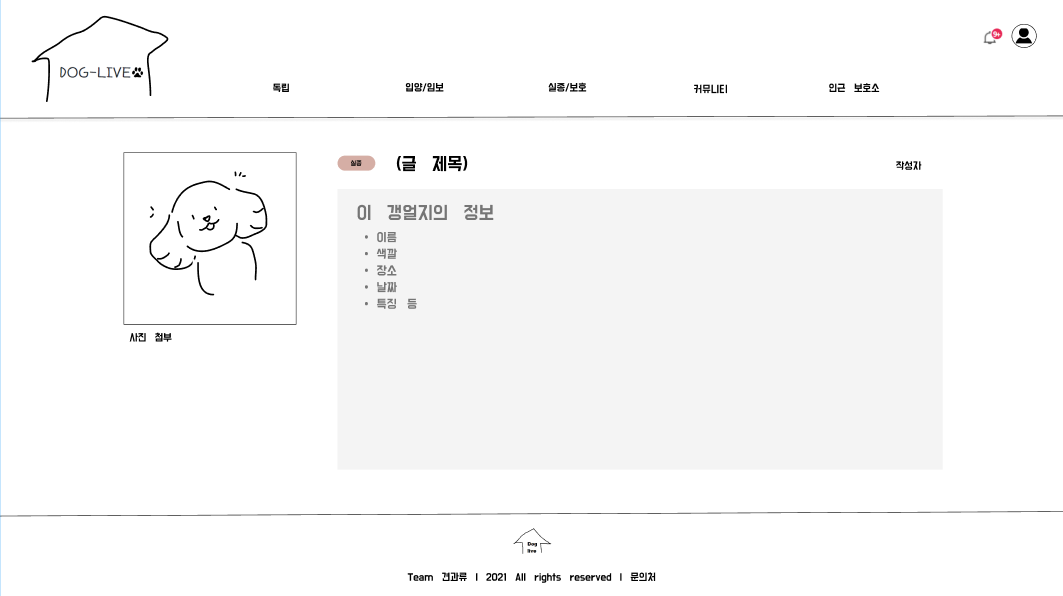 DOG-LIVE
9+
독립
입양/임보
실종/보호
커뮤니티
인근 보호소
실종
(글 제목)
작성자
이 갱얼지의 정보
• 이름
• 색깔
• 장소
• 날짜
• 특징 등
사진 첨부
Dog
live
Team 견과류 | 2021 All rights reserved | 문의처